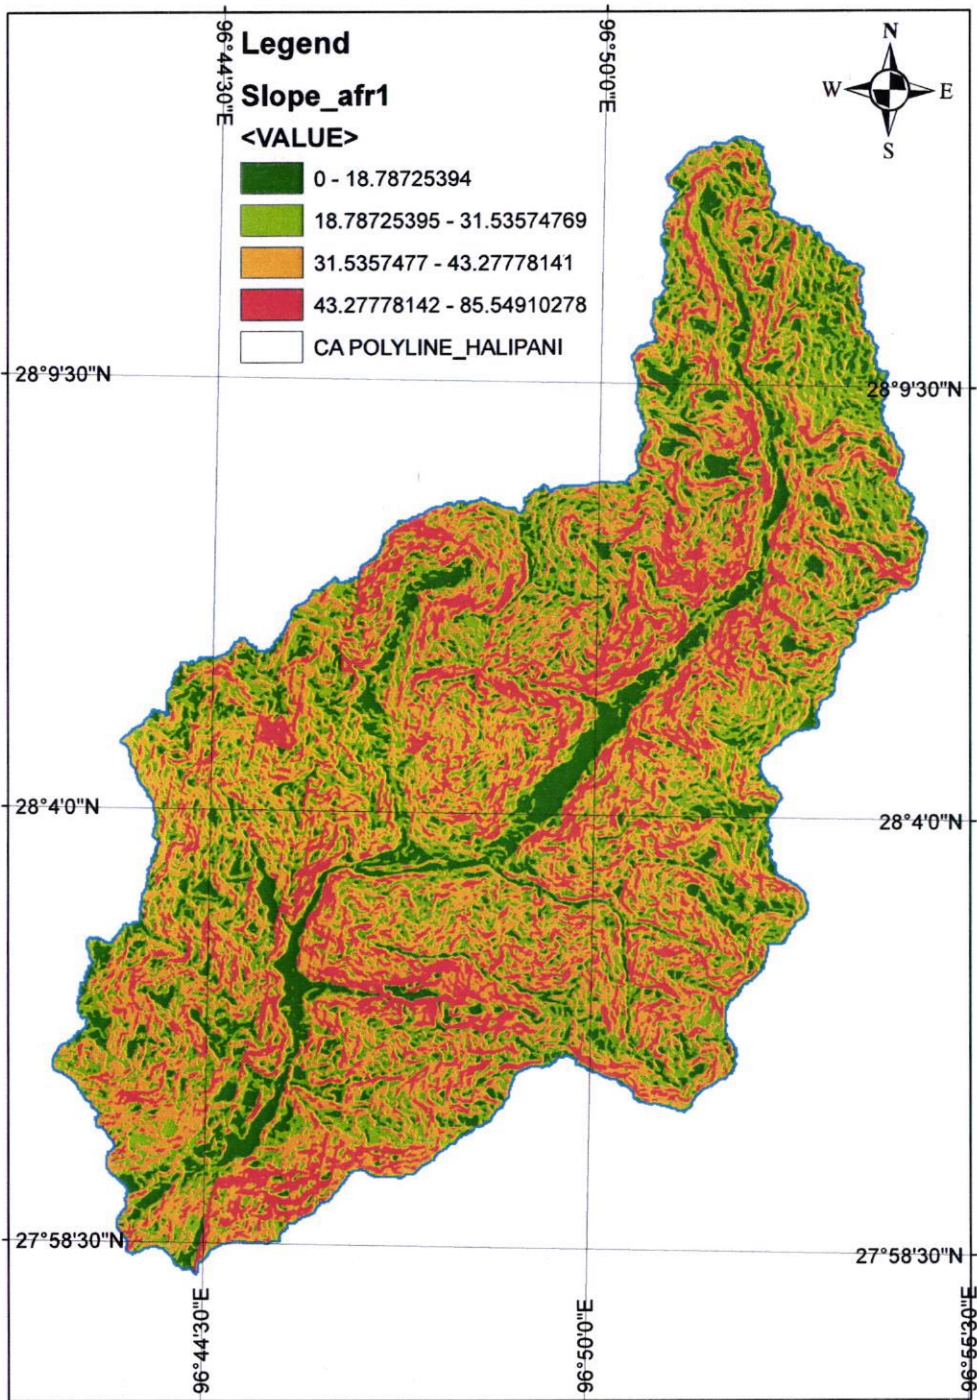 96°44'30"E
96°50'0"E
Legend
Slope_afr1
<VALUE>
0 - 18.78725394
18.78725395 - 31.53574769
31.5357477 - 43.27778141
43.27778142 - 85.54910278
CA POLYLINE_HALIPANI
N
W
E
S
28°9'30"N
28°9'30"N
28°4'0"N
28°4'0"N
27°58'30"N
27°58'30"N
96°44'30"E
96°50'0"E
96°55'30"E